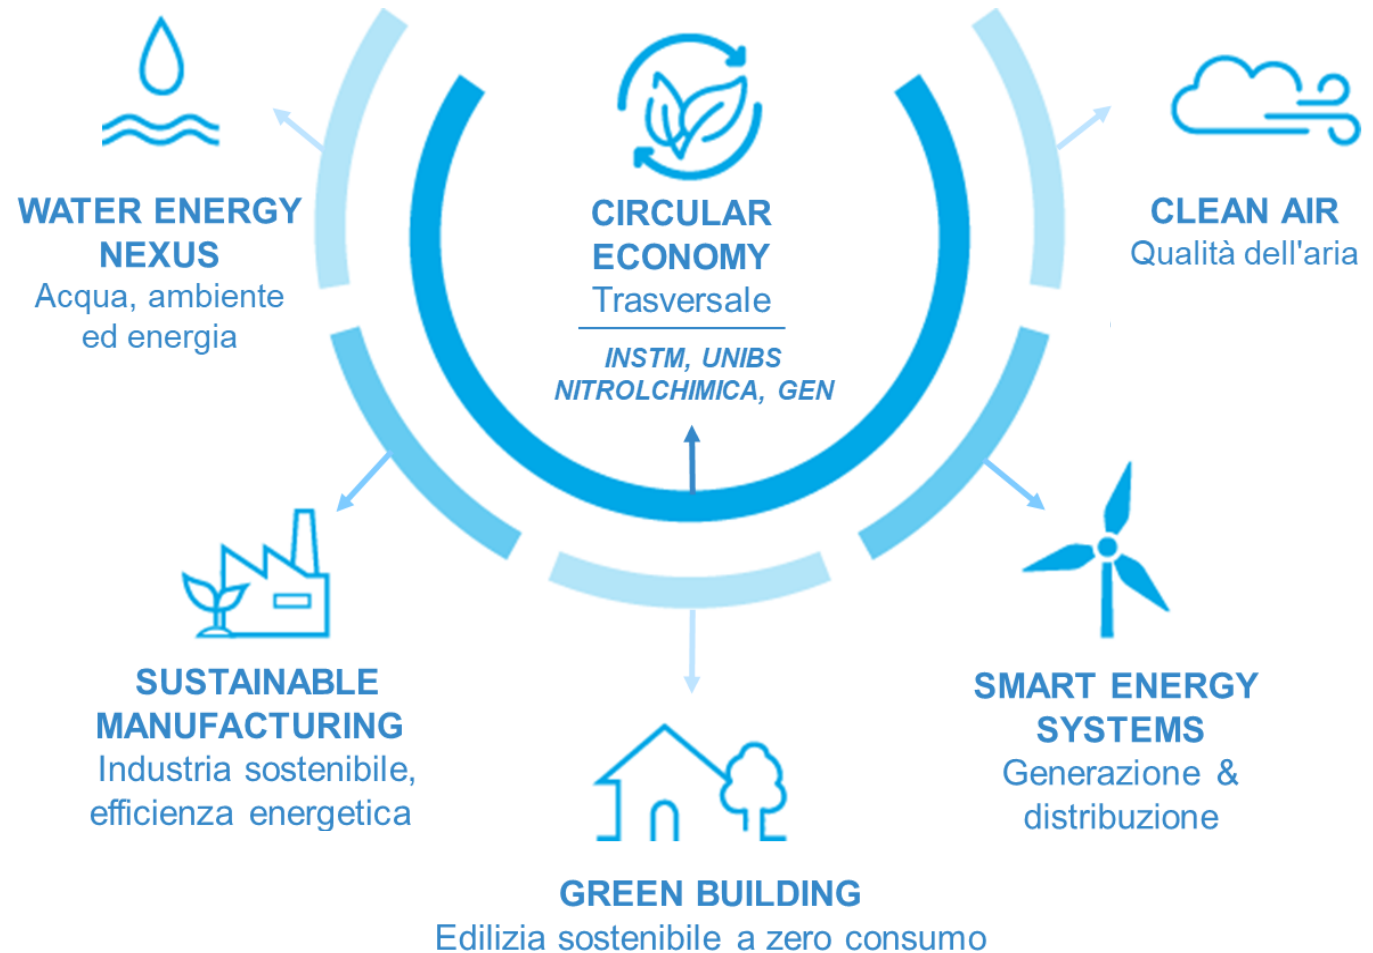 WATER ENERGY
NEXUS
Acqua, ambiente
ed energia
CIRCULAR
ECONOMY
Trasversale
INSTM, UNIBS
NITROLCHIMICA, GEN
CLEAN AIR
Qualità dell'aria
SUSTAINABLE
MANUFACTURING
Industria sostenibile,
efficienza energetica
SMART ENERGY
SYSTEMS
Generazione &
distribuzione
GREEN BUILDING
Edilizia sostenibile a zero consumo